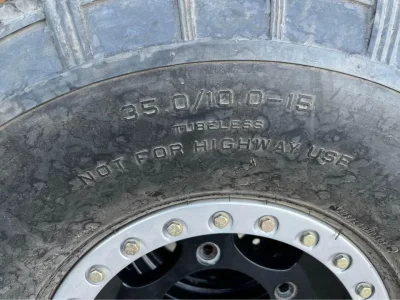 35.0/10.0-15
TUBELESS
NOT FOR HIGHWAY USE